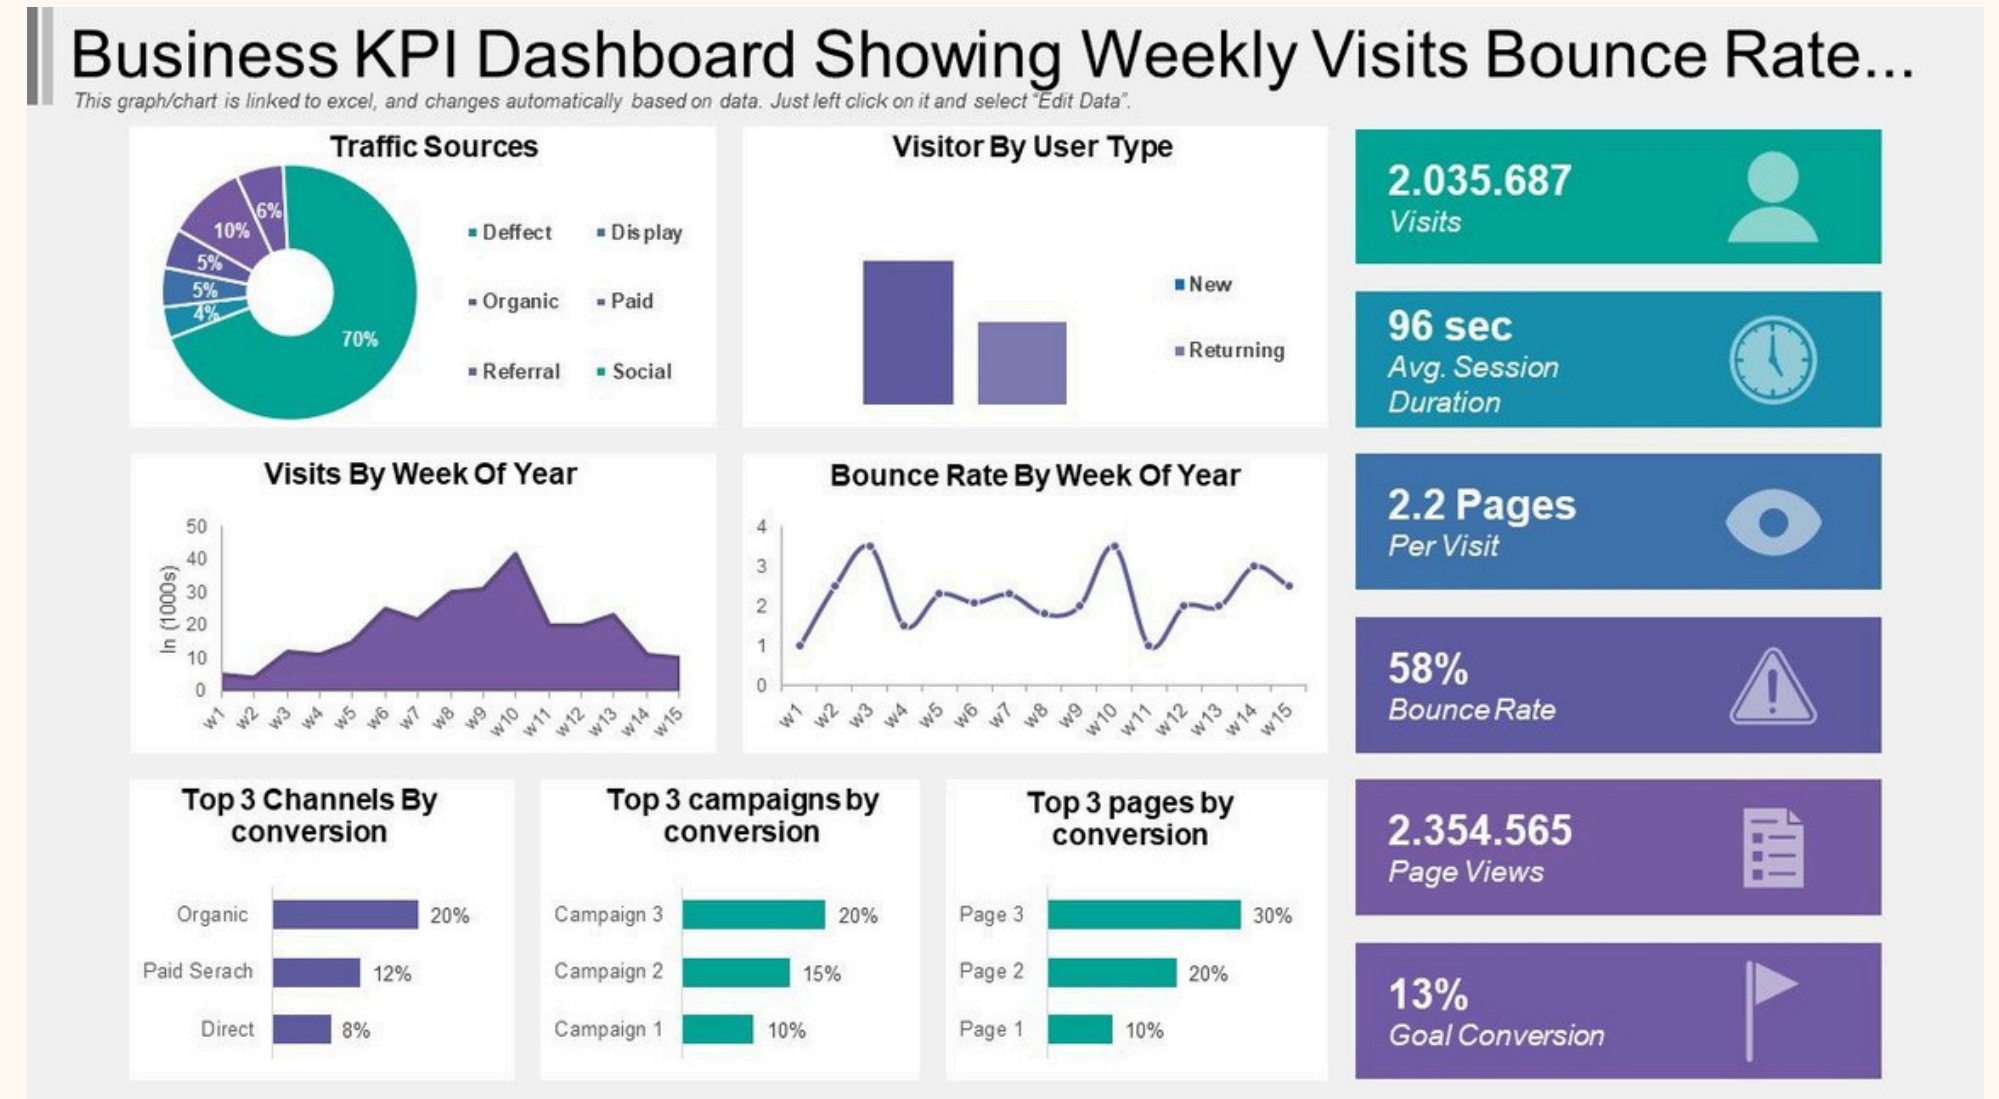 Business KPI Dashboard Showing Weekly Visits Bounce Rate...
This graph/chart is linked to excel, and changes automatically based on data. Just left click on it and select "Edit Data".
Traffic Sources
6%
10%
5%
5%
4%
70%
Deffect
Display
Organic
Paid
Referral
Social
Visitor By User Type
New
Returning
2.035.687
Visits
96 sec
Avg. Session
Duration
Visits By Week Of Year
In (1000s)
50
40
30
20
10
0
w1
w2
w3
w4
w5
w6
w7
w8
w9
w10
w11
w12
w13
w14
w15
Bounce Rate By Week Of Year
4
3
2
1
0
w1
w2
w3
w4
w5
w6
w7
w8
w9
w10
w11
w12
w13
w14
w15
2.2 Pages
Per Visit
58%
Bounce Rate
Top 3 Channels By
conversion
Organic 20%
Paid Serach 12%
Direct 8%
Top 3 campaigns by
conversion
Campaign 3 20%
Campaign 2 15%
Campaign 1 10%
Top 3 pages by
conversion
Page 3 30%
Page 2 20%
Page 1 10%
2.354.565
Page Views
13%
Goal Conversion